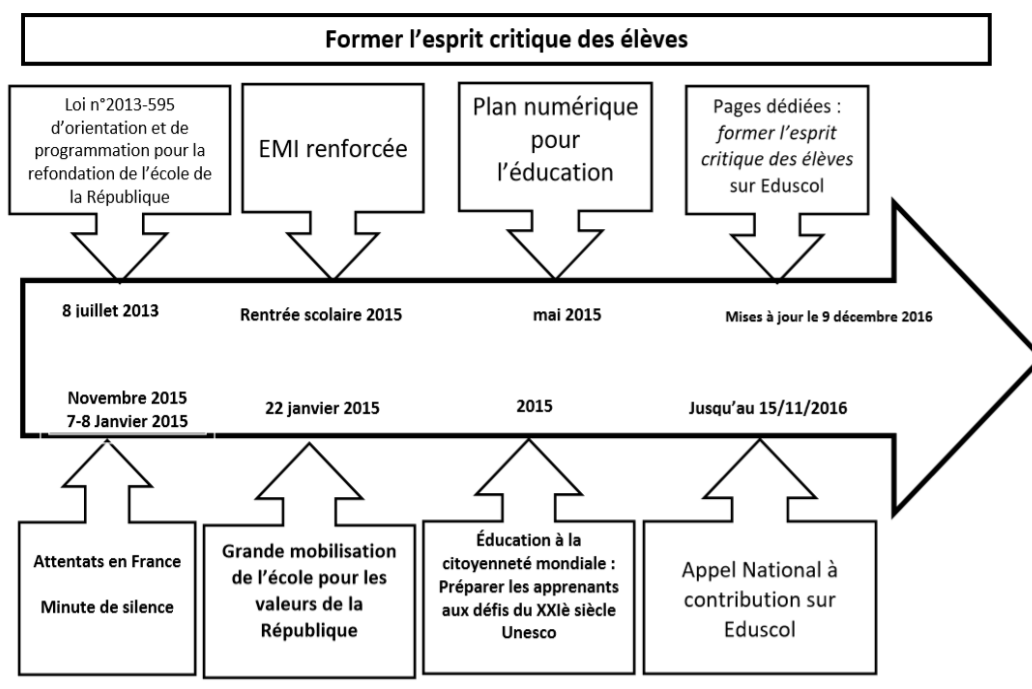 Former l'esprit critique des élèves
Loi n°2013-595
d'orientation et de
programmation pour la
refondation de l'école de
la République
EMI renforcée
Plan numérique
pour
l'éducation
Pages dédiées :
former l'esprit
critique des élèves
sur Eduscol
8 juillet 2013
Rentrée scolaire 2015
mai 2015
Mises à jour le 9 décembre 2016
Novembre 2015
7-8 Janvier 2015
22 janvier 2015
2015
Jusqu'au 15/11/2016
Attentats en France
Minute de silence
Grande mobilisation
de l'école pour les
valeurs de la
République
Éducation à la
citoyenneté mondiale :
Préparer les apprenants
aux défis du XXIè siècle
Unesco
Appel National à
contribution sur
Eduscol